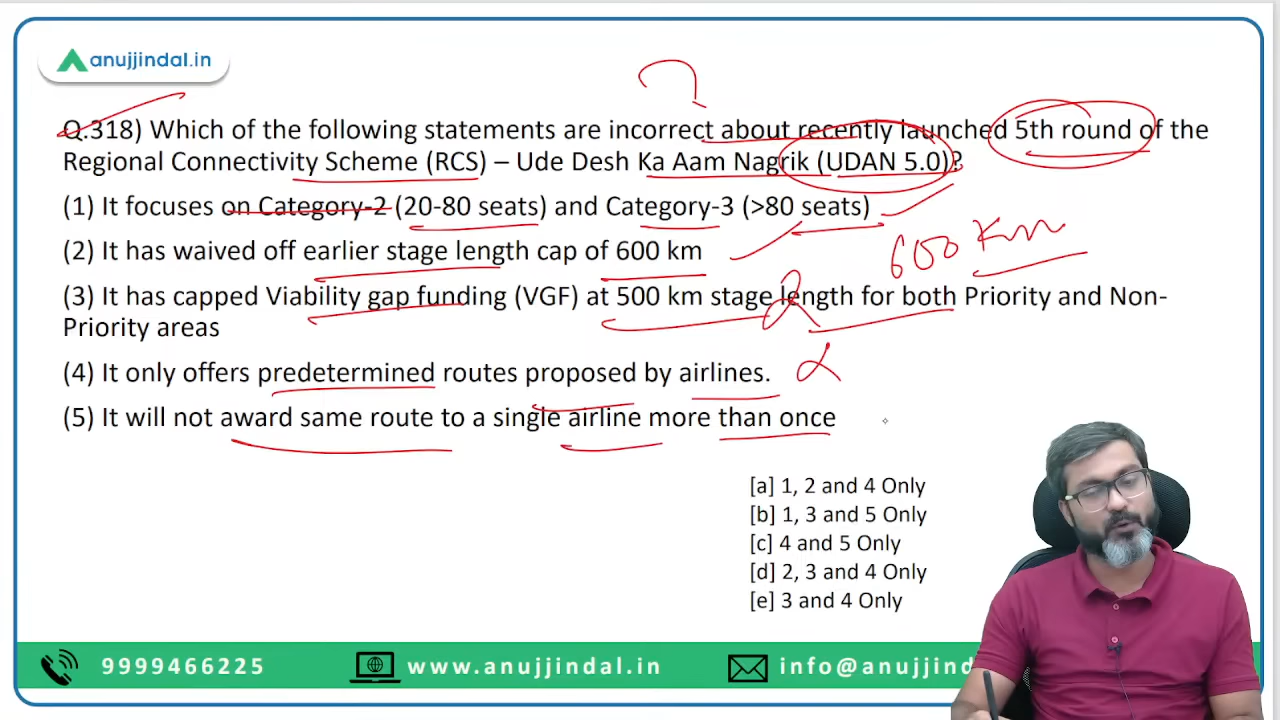 anujjindal.in
Q.318) Which of the following statements are incorrect about recently launched 5th round of the
Regional Connectivity Scheme (RCS) – Ude Desh Ka Aam Nagrik (UDAN 5.0)?
(1) It focuses on Category-2 (20-80 seats) and Category-3 (>80 seats)
(2) It has waived off earlier stage length cap of 600 km
600 Km
(3) It has capped Viability gap funding (VGF) at 500 km stage length for both Priority and Non-
Priority areas
(4) It only offers predetermined routes proposed by airlines.
(5) It will not award same route to a single airline more than once
[a] 1, 2 and 4 Only
[b] 1, 3 and 5 Only
[c] 4 and 5 Only
[d] 2, 3 and 4 Only
[e] 3 and 4 Only
9999466225
www.anujjindal.in
info@anujjind